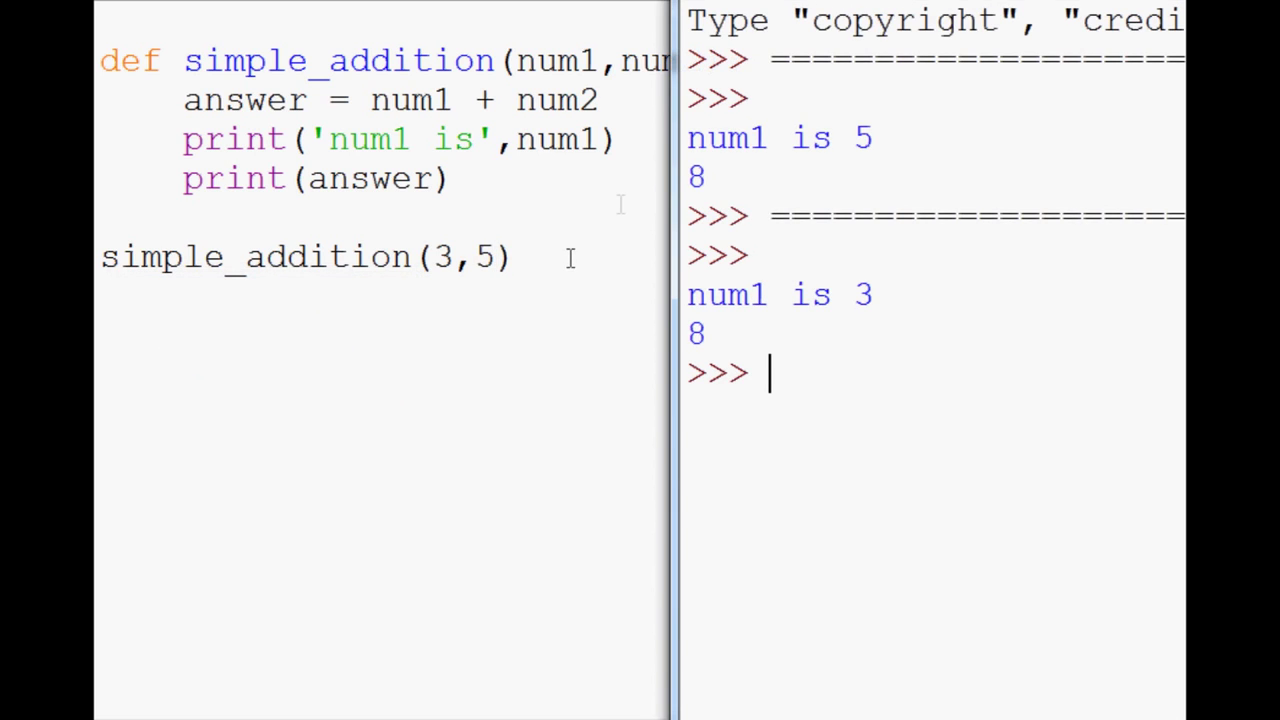 def simple_addition(num1,num
answer = num1 + num2
print('num1 is',num1)
print(answer)
simple_addition(3,5)
Type "copyright", "credi
>>> ====================
>>>
num1 is 5
8
>>> ====================
>>>
num1 is 3
8
>>>